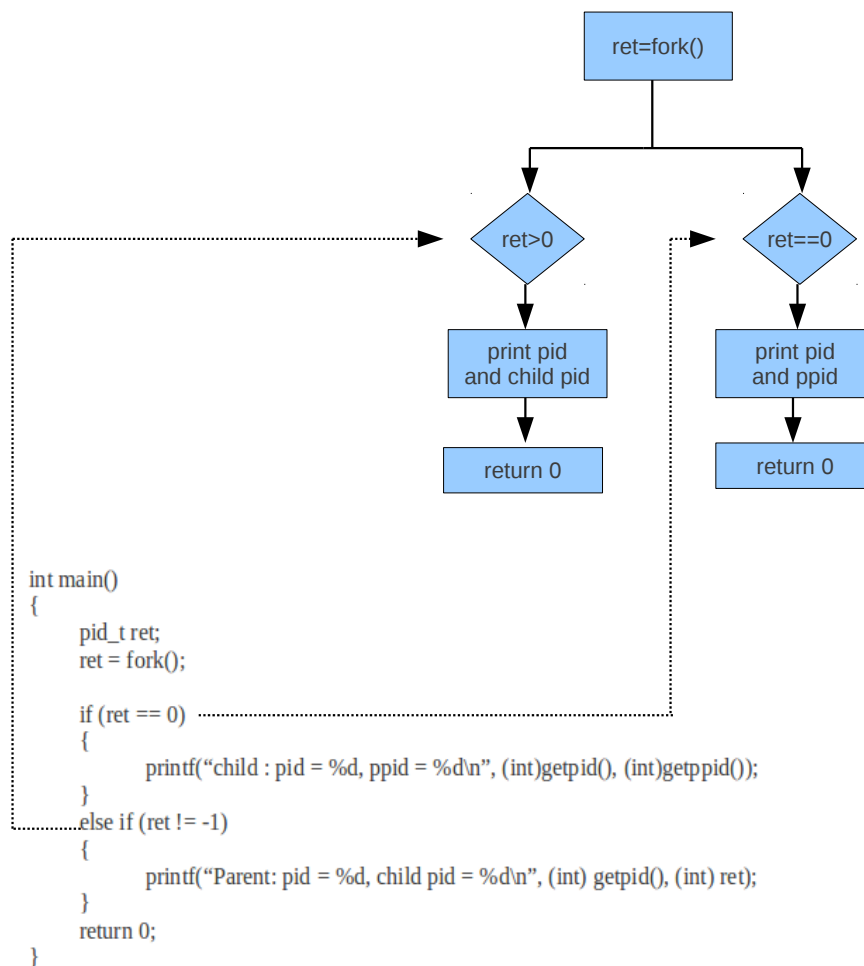 ret=fork()
ret>0
ret==0
print pid
and child pid
print pid
and ppid
return 0
return 0
int main()
{
pid_t ret;
ret = fork();
if (ret == 0)
{
printf(“child : pid = %d, ppid = %d\n”, (int)getpid(), (int)getppid());
}
else if (ret != -1)
{
printf(“Parent: pid = %d, child pid = %d\n”, (int) getpid(), (int) ret);
}
return 0;
}